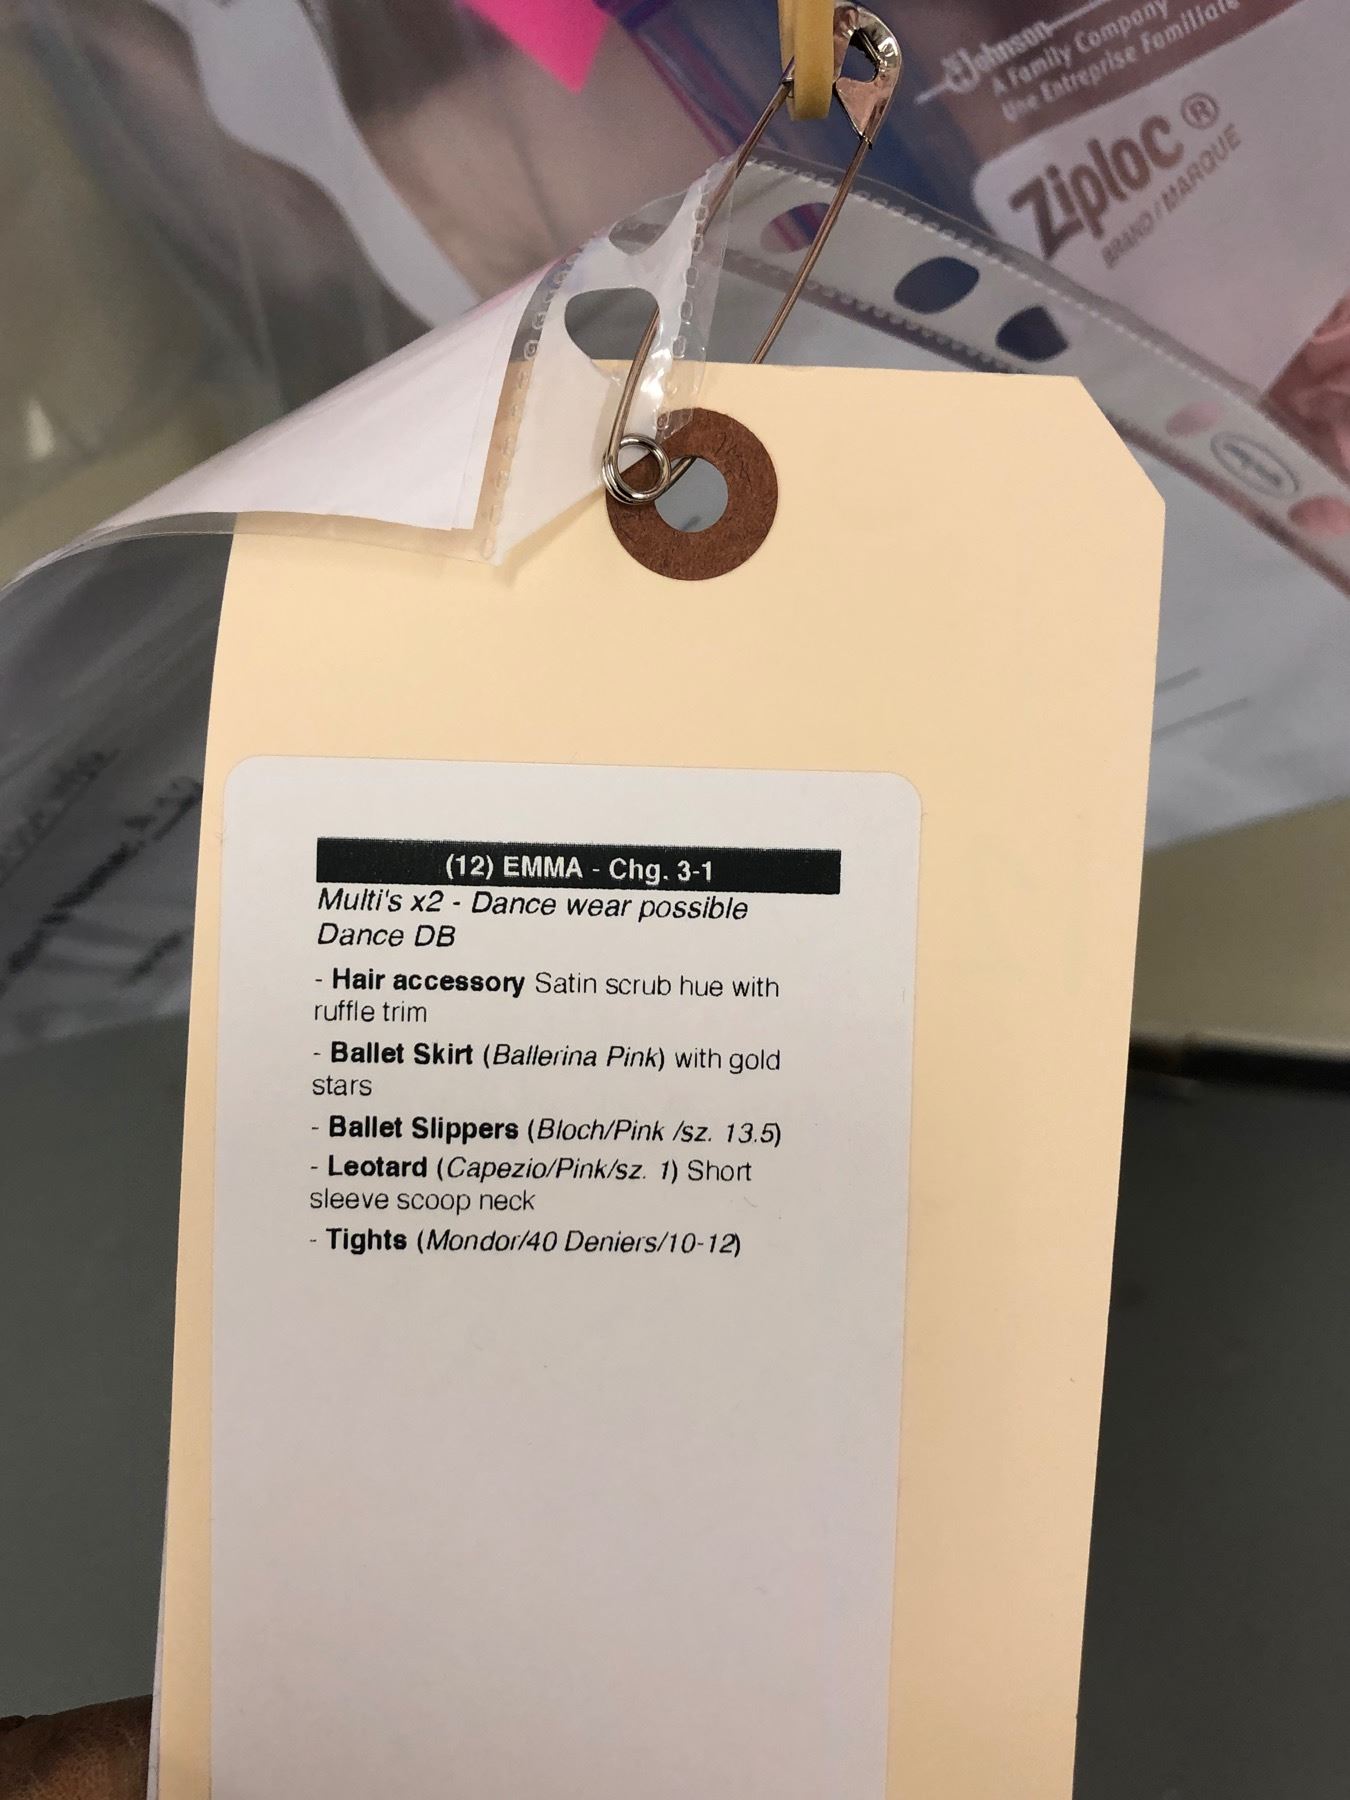 Johnson
A Family Company
Une Entreprise Familiale
Ziploc®
BRAND / MARQUE
(12) EMMA - Chg. 3-1
Multi's x2 - Dance wear possible
Dance DB
- Hair accessory Satin scrub hue with
ruffle trim
- Ballet Skirt (Ballerina Pink) with gold
stars
- Ballet Slippers (Bloch/Pink /sz. 13.5)
- Leotard (Capezio/Pink/sz. 1) Short
sleeve scoop neck
- Tights (Mondor/40 Deniers/10-12)